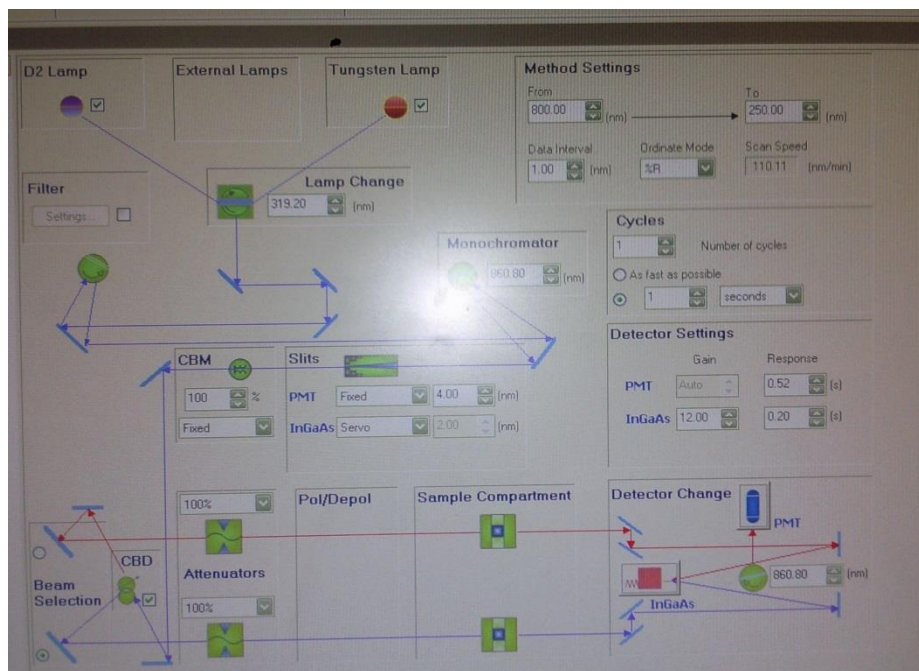 D2 Lamp
External Lamps
Tungsten Lamp
Method Settings
From
To
800.00 (nm)
250.00 (nm)
Data Interval
Ordinate Mode
Scan Speed
1.00 (nm)
%R
110.11 (nm/min)
Filter
Settings...
Lamp Change
319.20 (nm)
Monochromator
860.80 (nm)
Cycles
1 Number of cycles
As fast as possible
1 seconds
Detector Settings
Gain Response
PMT Auto 0.52 (s)
InGaAs 12.00 0.20 (s)
CBM
100 %
Fixed
Slits
PMT Fixed 4.00 (nm)
InGaAs Servo 2.00 (nm)
100%
Pol/Depol
Sample Compartment
Detector Change
PMT
CBD
Beam
Selection
Attenuators
100%
InGaAs
860.80 (nm)